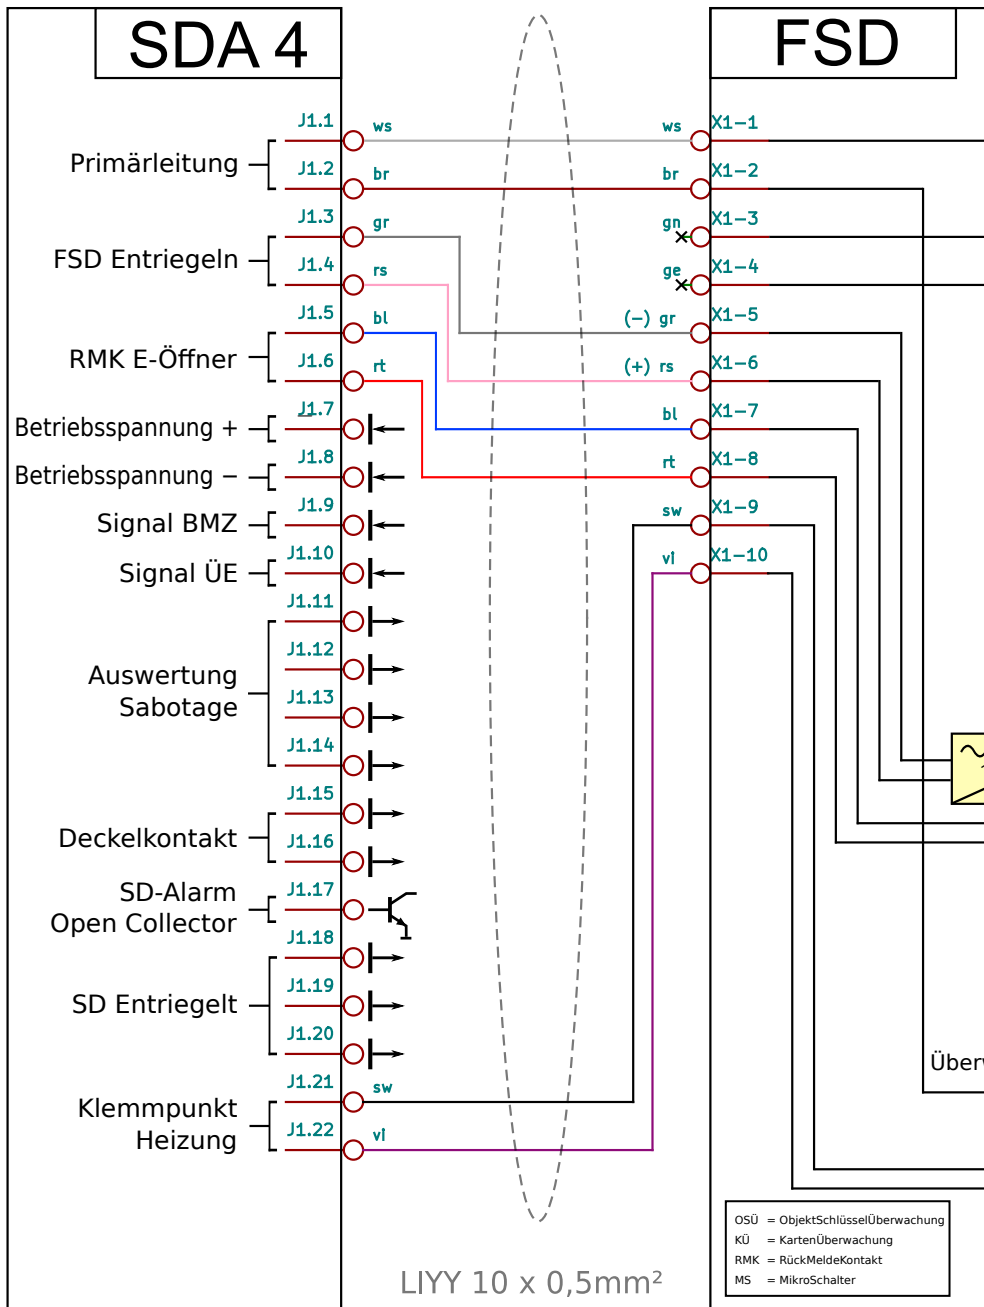 SDA 4
FSD
J1.1 ws ws X1-1
Primärleitung
J1.2 br br X1-2
J1.3 gr gn X1-3
FSD Entriegeln
J1.4 rs ge X1-4
J1.5 bl (-) gr X1-5
RMK E-Öffner
J1.6 rt (+) rs X1-6
J1.7 bl X1-7
Betriebsspannung +
J1.8 rt X1-8
Betriebsspannung −
J1.9 sw X1-9
Signal BMZ
J1.10 vi X1-10
Signal ÜE
J1.11
J1.12
Auswertung
Sabotage
J1.13
J1.14
J1.15
Deckelkontakt
J1.16
J1.17
SD-Alarm
Open Collector
J1.18
J1.19
SD Entriegelt
J1.20
J1.21 sw
Klemmpunkt
Heizung
J1.22 vi
LIYY 10 x 0,5mm²
OSÜ = ObjektSchlüsselÜberwachung
KÜ = KartenÜberwachung
RMK = RückMeldeKontakt
MS = MikroSchalter